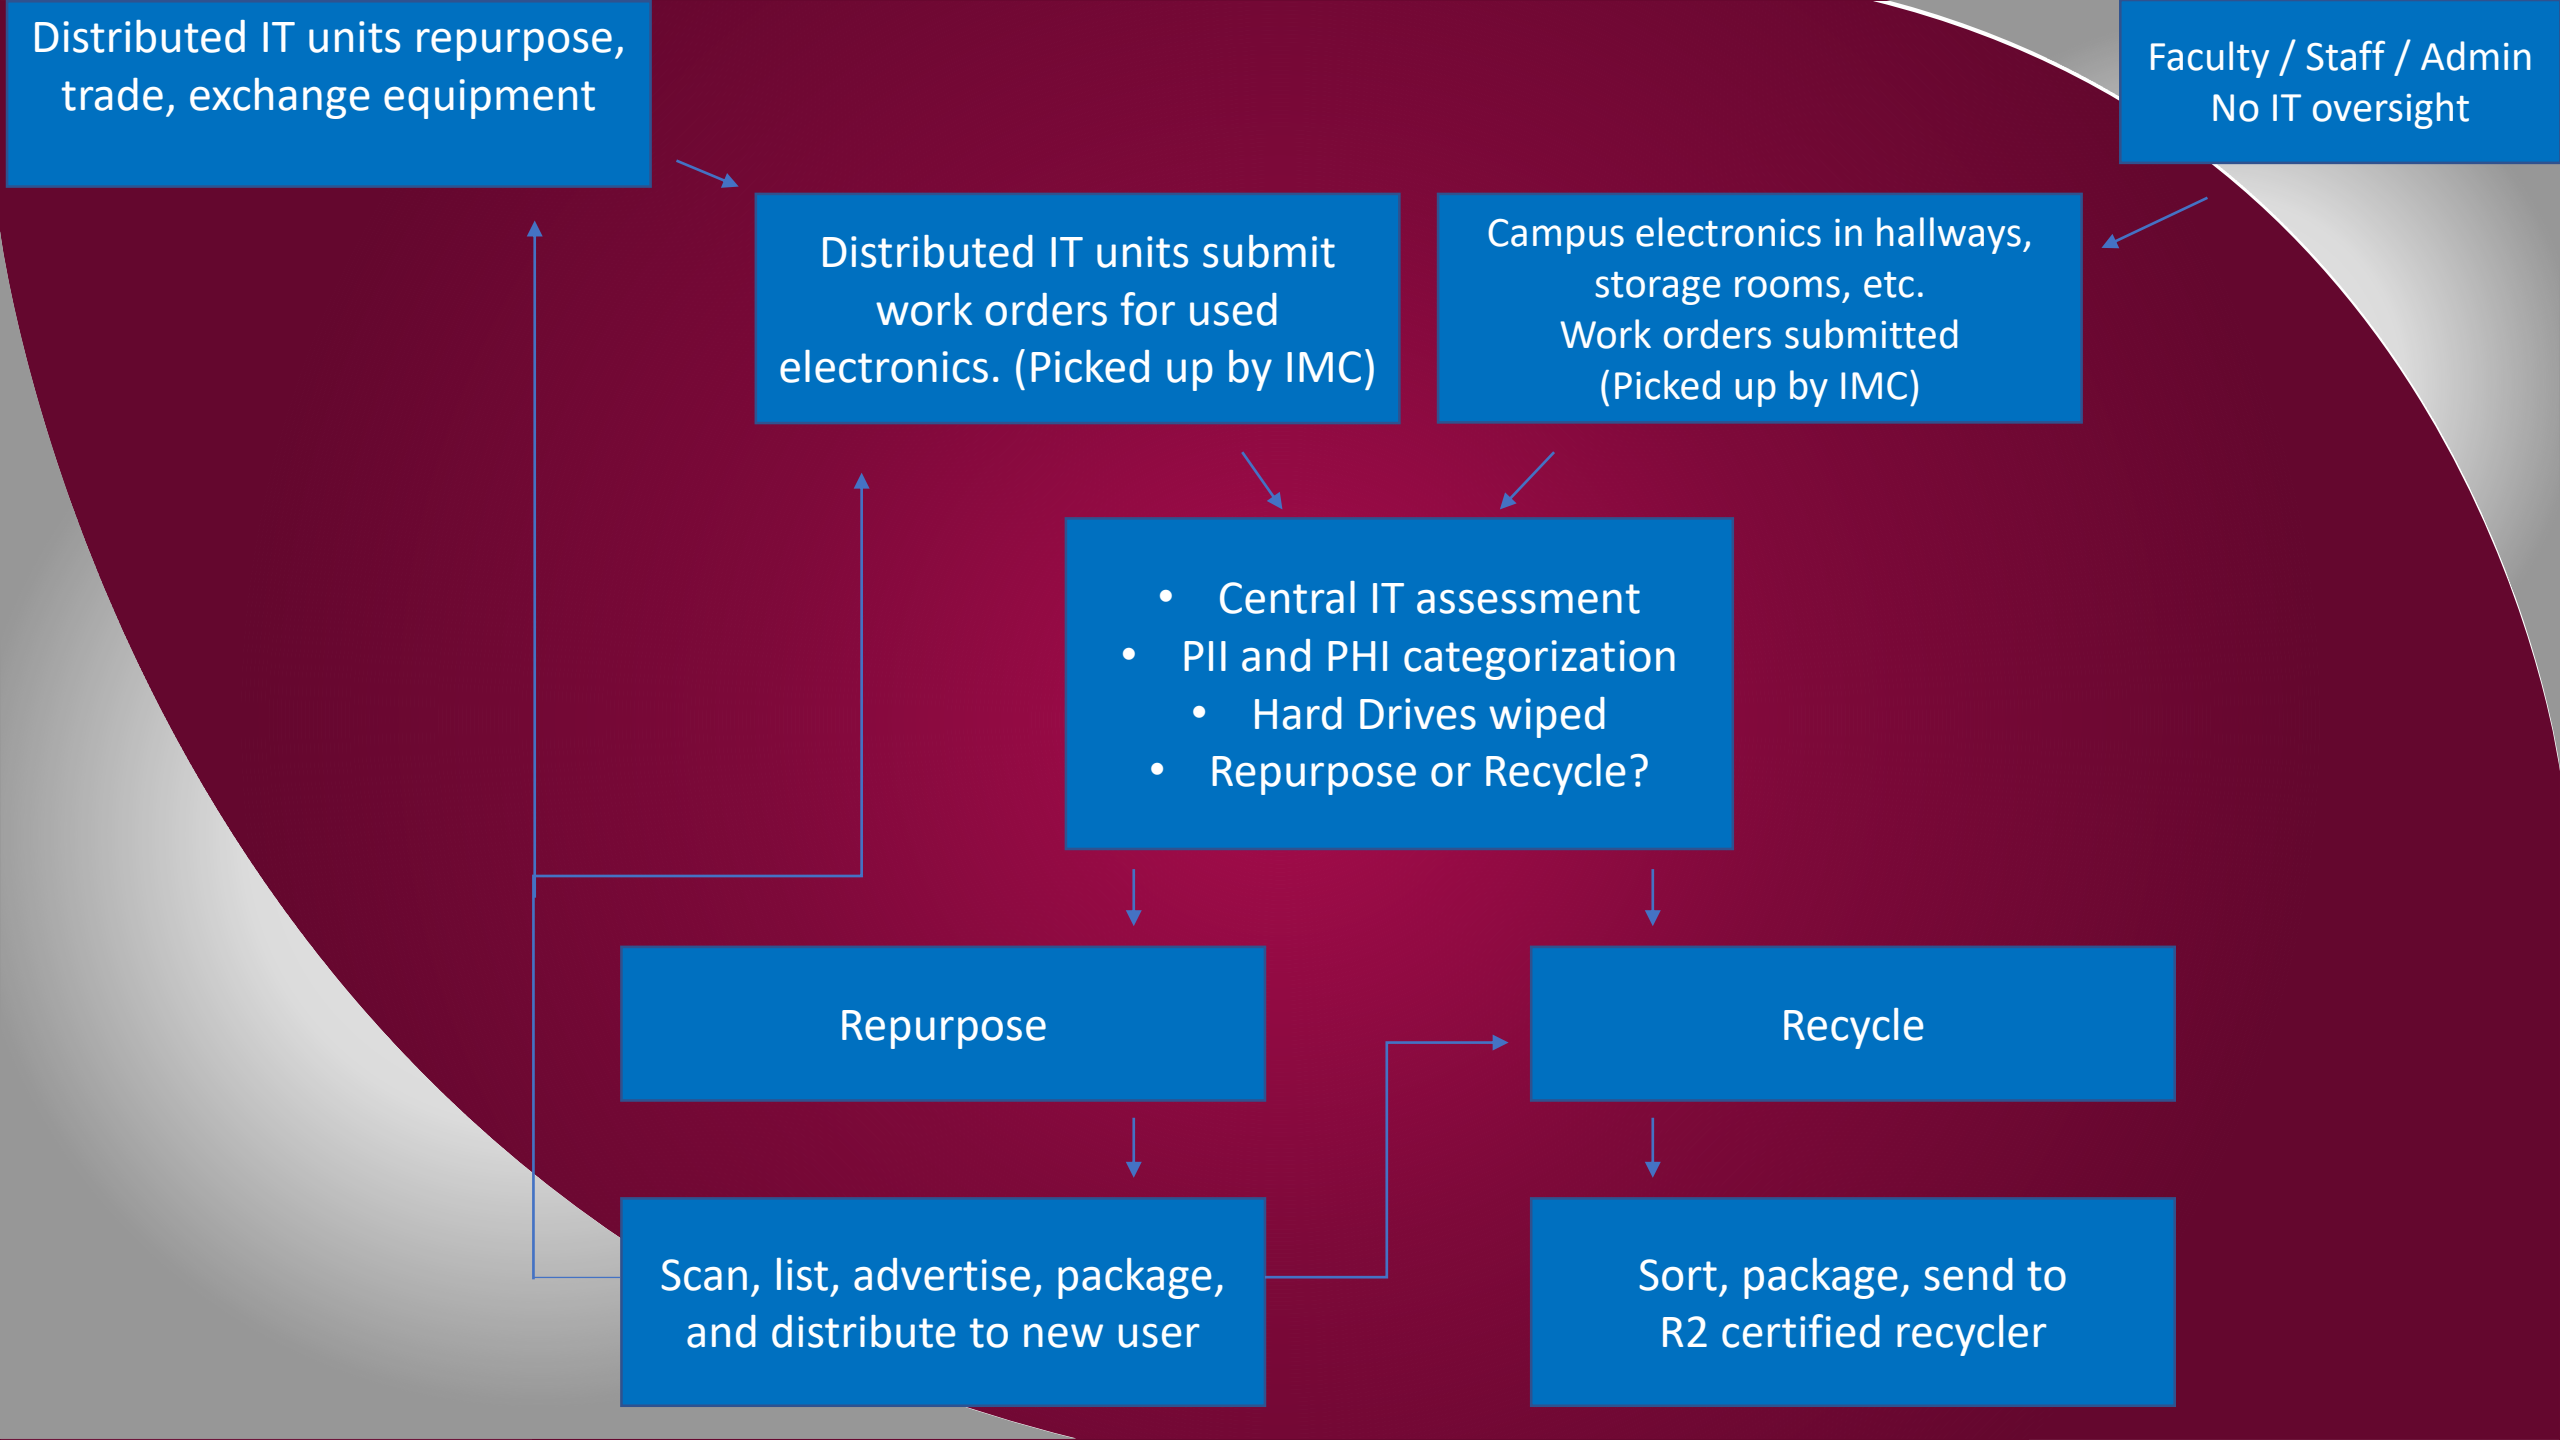 Distributed IT units repurpose,
trade, exchange equipment
Faculty / Staff / Admin
No IT oversight
Distributed IT units submit
work orders for used
electronics. (Picked up by IMC)
Campus electronics in hallways,
storage rooms, etc.
Work orders submitted
(Picked up by IMC)
• Central IT assessment
• PII and PHI categorization
• Hard Drives wiped
• Repurpose or Recycle?
Repurpose
Recycle
Scan, list, advertise, package,
and distribute to new user
Sort, package, send to
R2 certified recycler